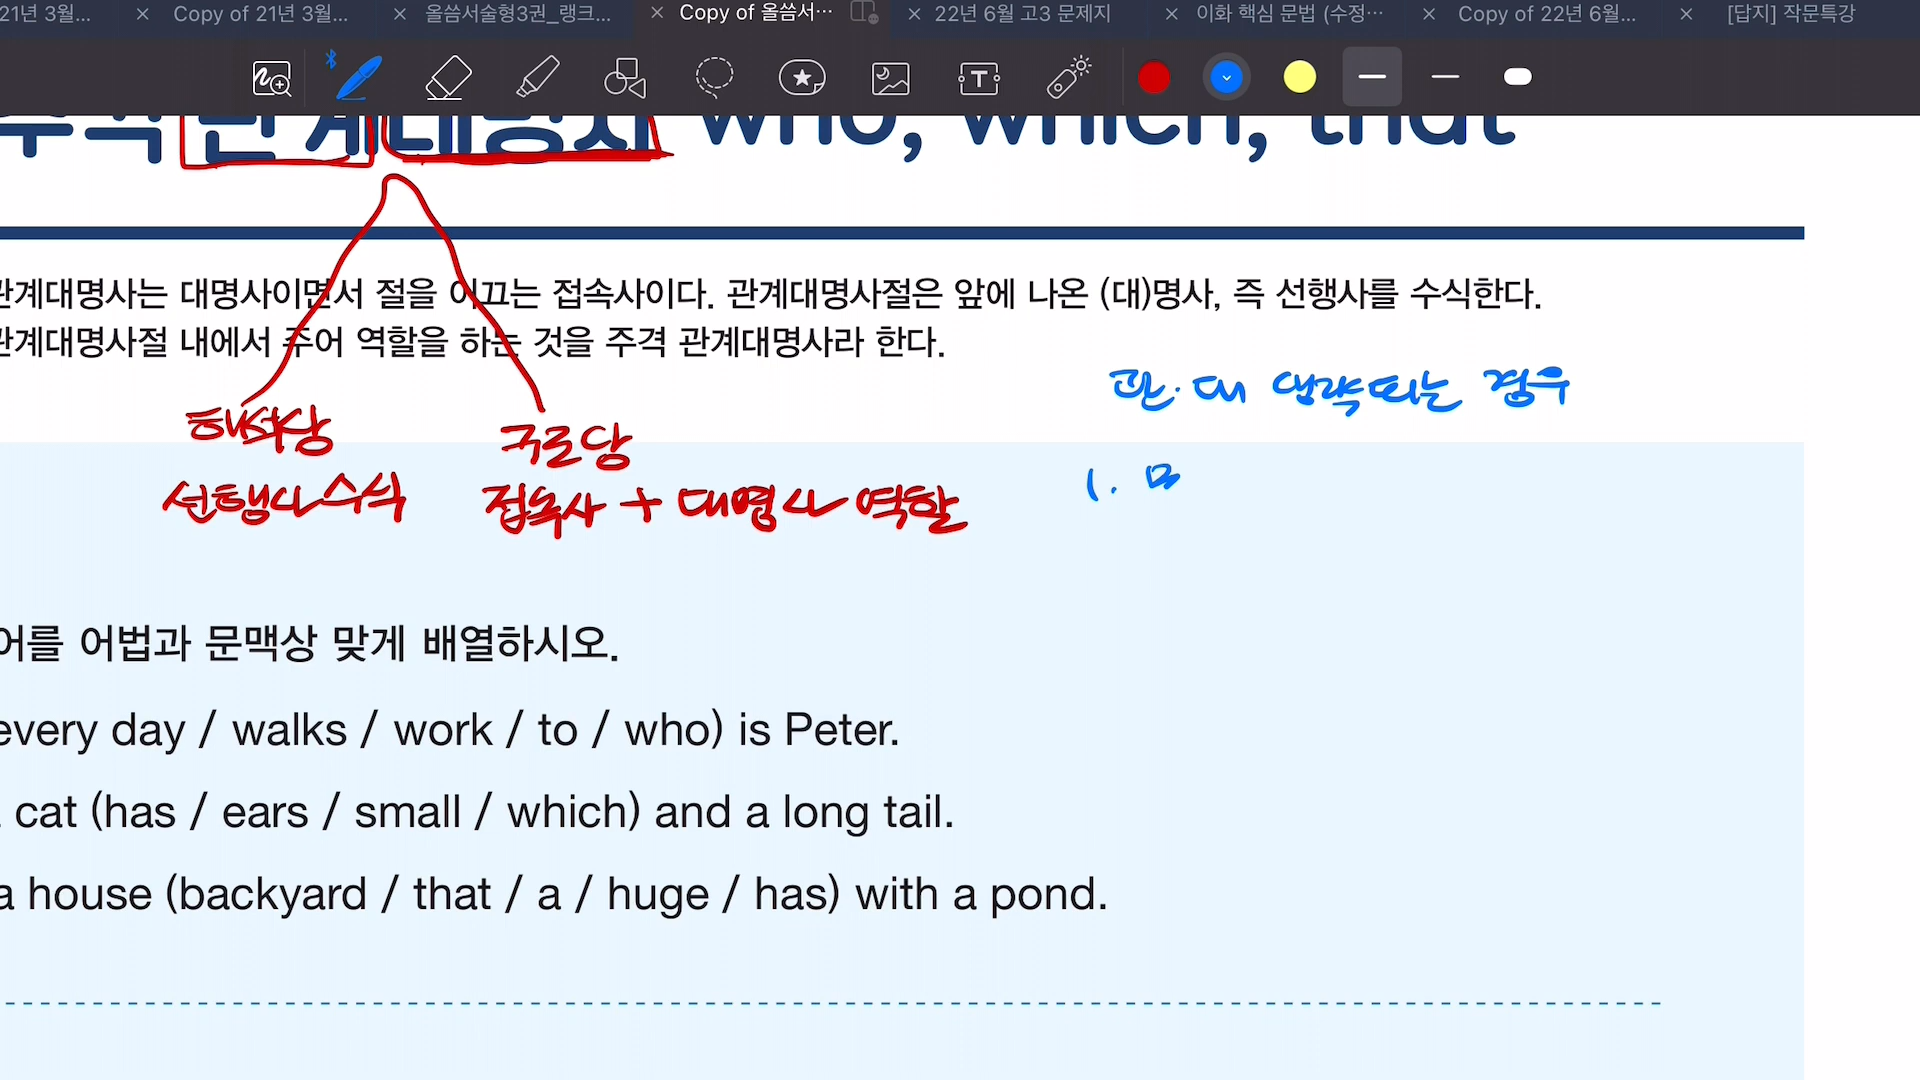 21년 3월... × Copy of 21년 3월... × 올씀서술형3권_랭크... × Copy of 올씀서... × 22년 6월 고3 문제지 × 이화 핵심 문법 (수정... × Copy of 22년 6월... × [답지] 작문특강
주격 관계대명사 who, which, that
관계대명사는 대명사이면서 절을 이끄는 접속사이다. 관계대명사절은 앞에 나온 (대)명사, 즉 선행사를 수식한다.
관계대명사절 내에서 주어 역할을 하는 것을 주격 관계대명사라 한다.
관·대 생략되는 경우
해석상 구로당
선행사수식 접속사 + 대명사 역할
1.
어를 어법과 문맥상 맞게 배열하시오.
every day / walks / work / to / who) is Peter.
cat (has / ears / small / which) and a long tail.
a house (backyard / that / a / huge / has) with a pond.